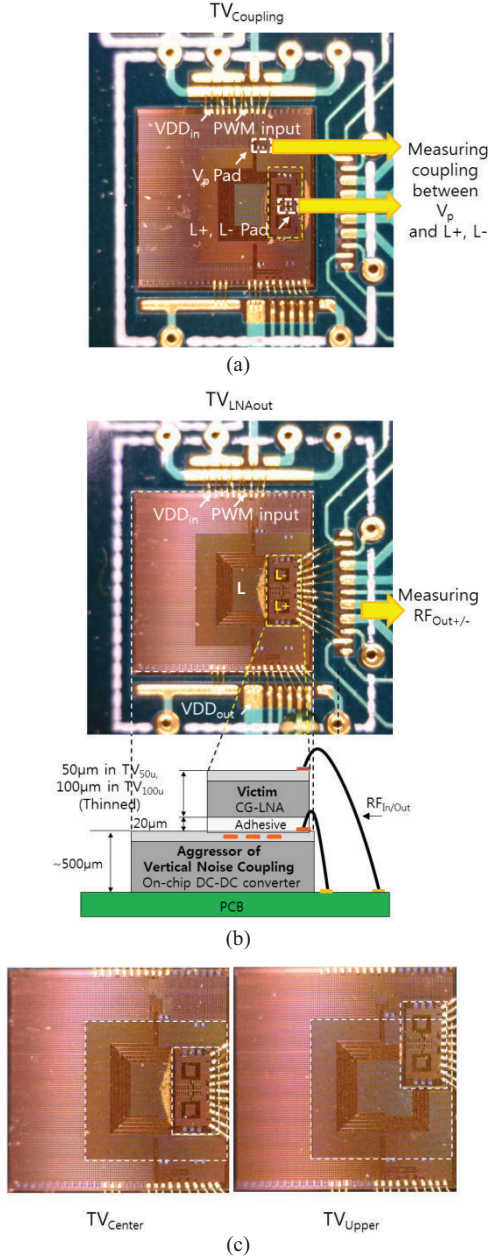 TVCoupling
VDDin PWM input
Vp Pad
L+, L- Pad
Measuring
coupling
between
Vp
and L+, L-
(a)
TVLNAout
VDDin PWM input
L
L-
L+
Measuring
RFOut+/-
VDDout
50μm in TV50u,
100μm in TV100u
(Thinned)
20μm
~500μm
Victim
CG-LNA
Adhesive
Aggressor of
Vertical Noise Coupling
On-chip DC-DC converter
PCB
RFIn/Out
(b)
TVCenter
TVUpper
(c)